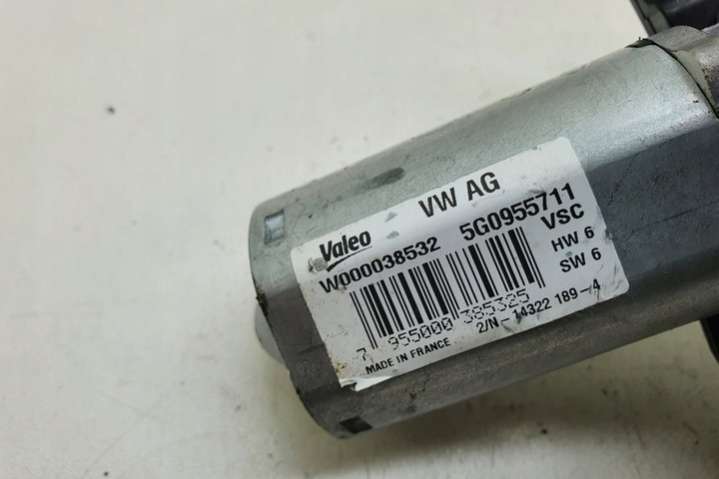 VW AG
Valeo
W000038532 5G0955711
VSC
HW 6
SW 6
7 955000 385325
2/N-14322 189-4
MADE IN FRANCE